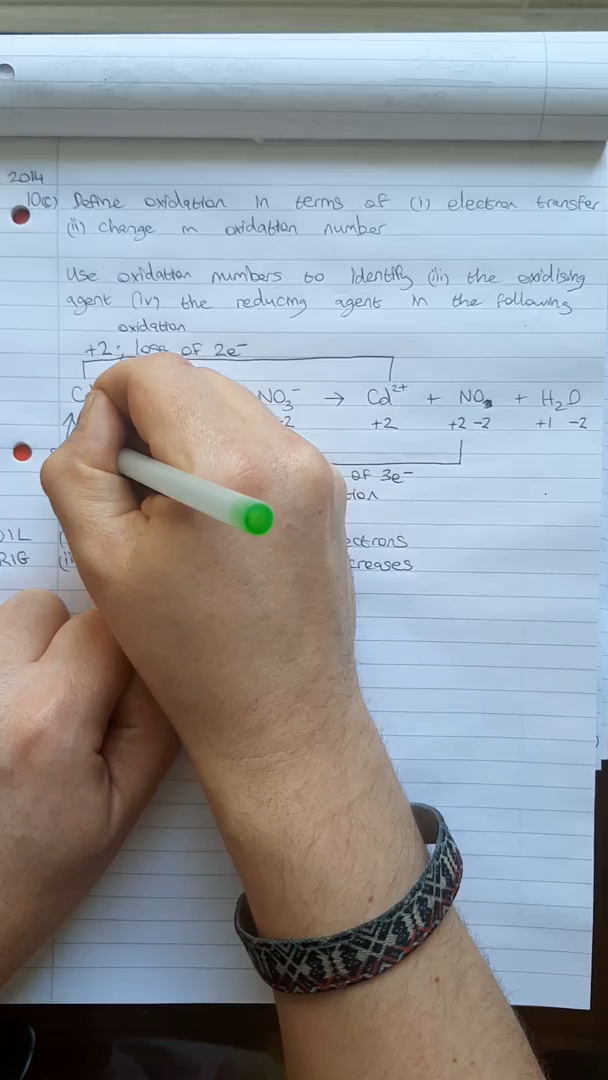 2014
10(c) Define oxidation in terms of (i) electron transfer
(ii) change in oxidation number
Use oxidation numbers to identify (iii) the oxidising
agent (iv) the reducing agent in the following
oxidation
+2; loss of 2e⁻
C NO₃⁻ → Cd²⁺ + NO + H₂O
-2 +2 +2 -2 +1 -2
of 3e⁻
tion
OIL ectrons
RIG creases